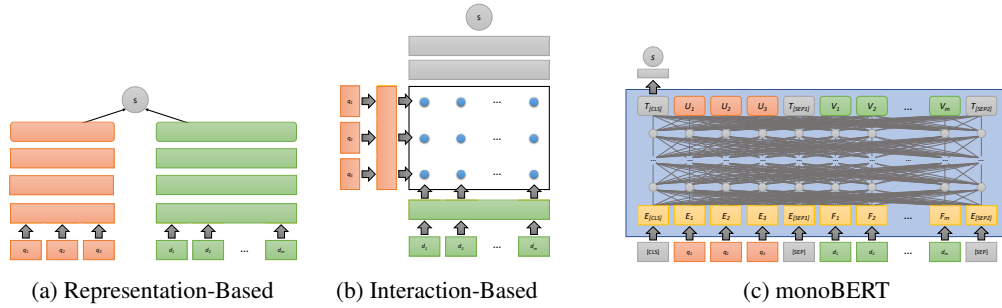 s
q₁ q₂ q₃ d₁ d₂ ... dₘ
(a) Representation-Based
s
q₁ ...
q₂ ...
q₃ ...
d₁ d₂ ... dₘ
(b) Interaction-Based
s
T[CLS] U₁ U₂ U₃ T[SEP1] V₁ V₂ ... Vₘ T[SEP2]
... ... ... ... ... ... ... ... ...
E[CLS] E₁ E₂ E₃ E[SEP1] F₁ F₂ ... Fₘ E[SEP2]
[CLS] q₁ q₂ q₃ [SEP] d₁ d₂ ... dₘ [SEP]
(c) monoBERT